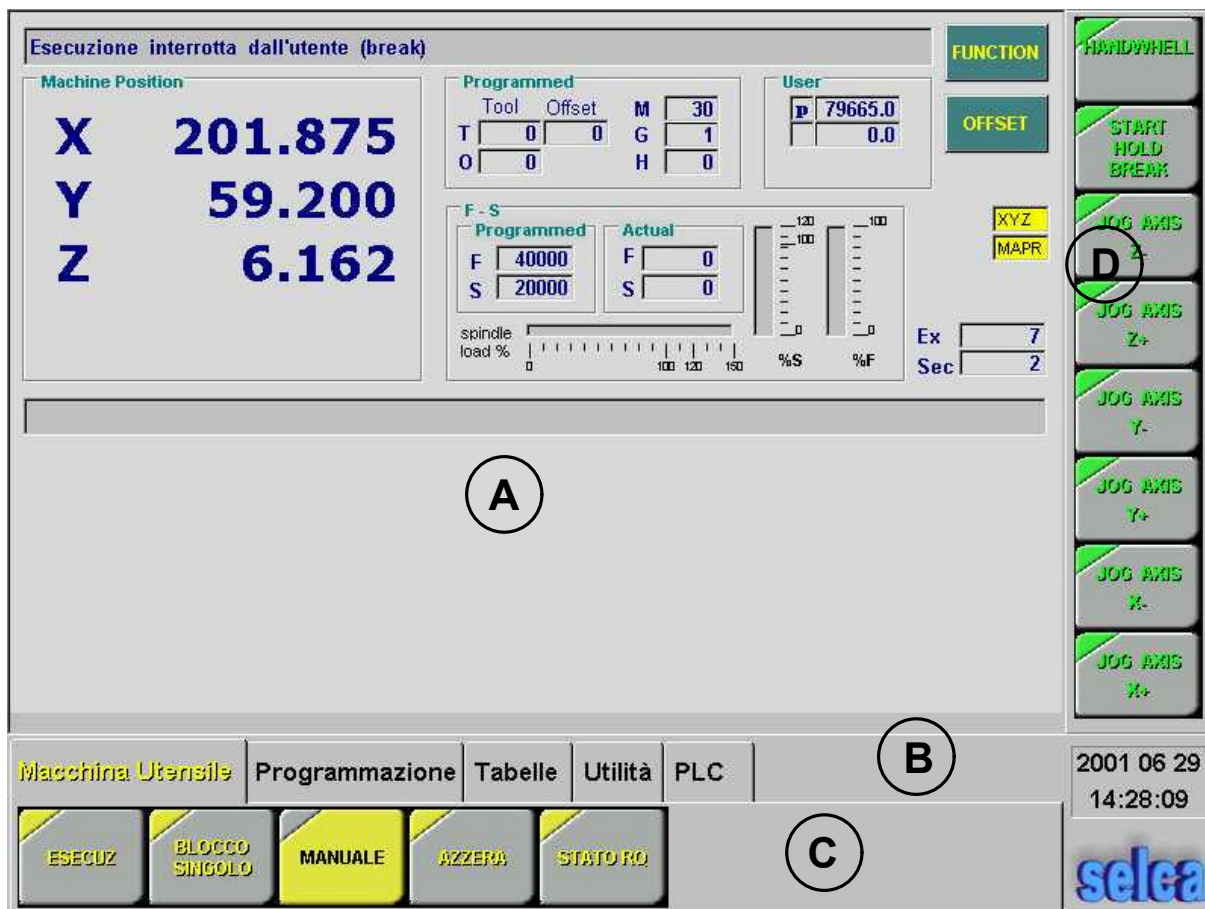 Esecuzione interrotta dall'utente (break)
FUNCTION
OFFSET
Machine Position
X 201.875
Y 59.200
Z 6.162
Programmed
Tool Offset
T 0 0
O 0
M 30
G 1
H 0
User
p 79665.0
0.0
F - S
Programmed
F 40000
S 20000
Actual
F 0
S 0
120
100
0
%S
100
0
%F
spindle
load %
0 100 120 150
XYZ
MAPR
Ex 7
Sec 2
A
HANDWHELL
START
HOLD
BREAK
JOG AXIS
Z-
D
JOG AXIS
Z+
JOG AXIS
Y-
JOG AXIS
Y+
JOG AXIS
X-
JOG AXIS
X+
B
Macchina Utensile Programmazione Tabelle Utilità PLC
ESECUZ
BLOCCO
SINGOLO
MANUALE
AZZERA
STATO RQ
C
2001 06 29
14:28:09
selca